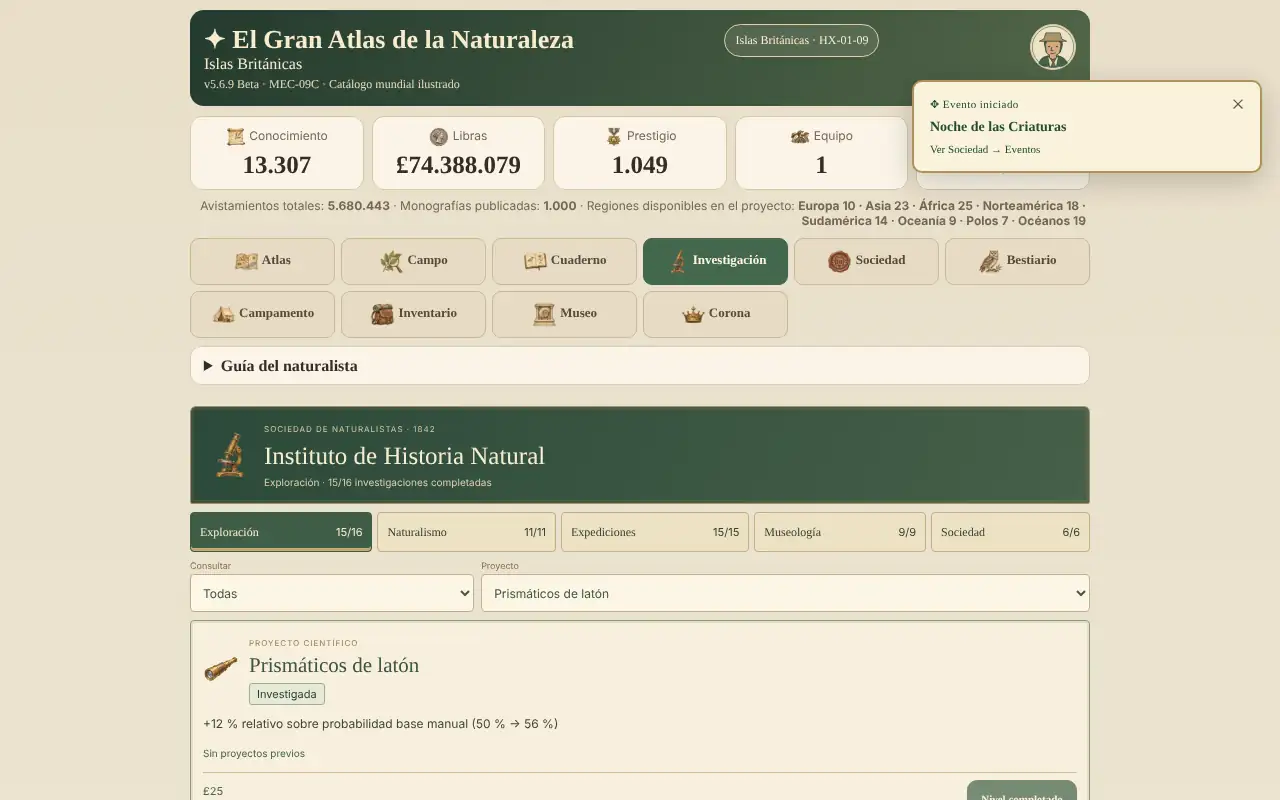 ✦ El Gran Atlas de la Naturaleza
Islas Británicas
v5.6.9 Beta · MEC-09C · Catálogo mundial ilustrado
Islas Británicas · HX-01-09
✥ Evento iniciado
Noche de las Criaturas
Ver Sociedad → Eventos
Conocimiento
13.307
Libras
£74.388.079
Prestigio
1.049
Equipo
1
Avistamientos totales: 5.680.443 · Monografías publicadas: 1.000 · Regiones disponibles en el proyecto: Europa 10 · Asia 23 · África 25 · Norteamérica 18 ·
Sudamérica 14 · Oceanía 9 · Polos 7 · Océanos 19
Atlas
Campo
Cuaderno
Investigación
Sociedad
Bestiario
Campamento
Inventario
Museo
Corona
▶ Guía del naturalista
SOCIEDAD DE NATURALISTAS · 1842
Instituto de Historia Natural
Exploración · 15/16 investigaciones completadas
Exploración 15/16
Naturalismo 11/11
Expediciones 15/15
Museología 9/9
Sociedad 6/6
Consultar
Todas
Proyecto
Prismáticos de latón
PROYECTO CIENTÍFICO
Prismáticos de latón
Investigada
+12 % relativo sobre probabilidad base manual (50 % → 56 %)
Sin proyectos previos
£25
Nivel completado